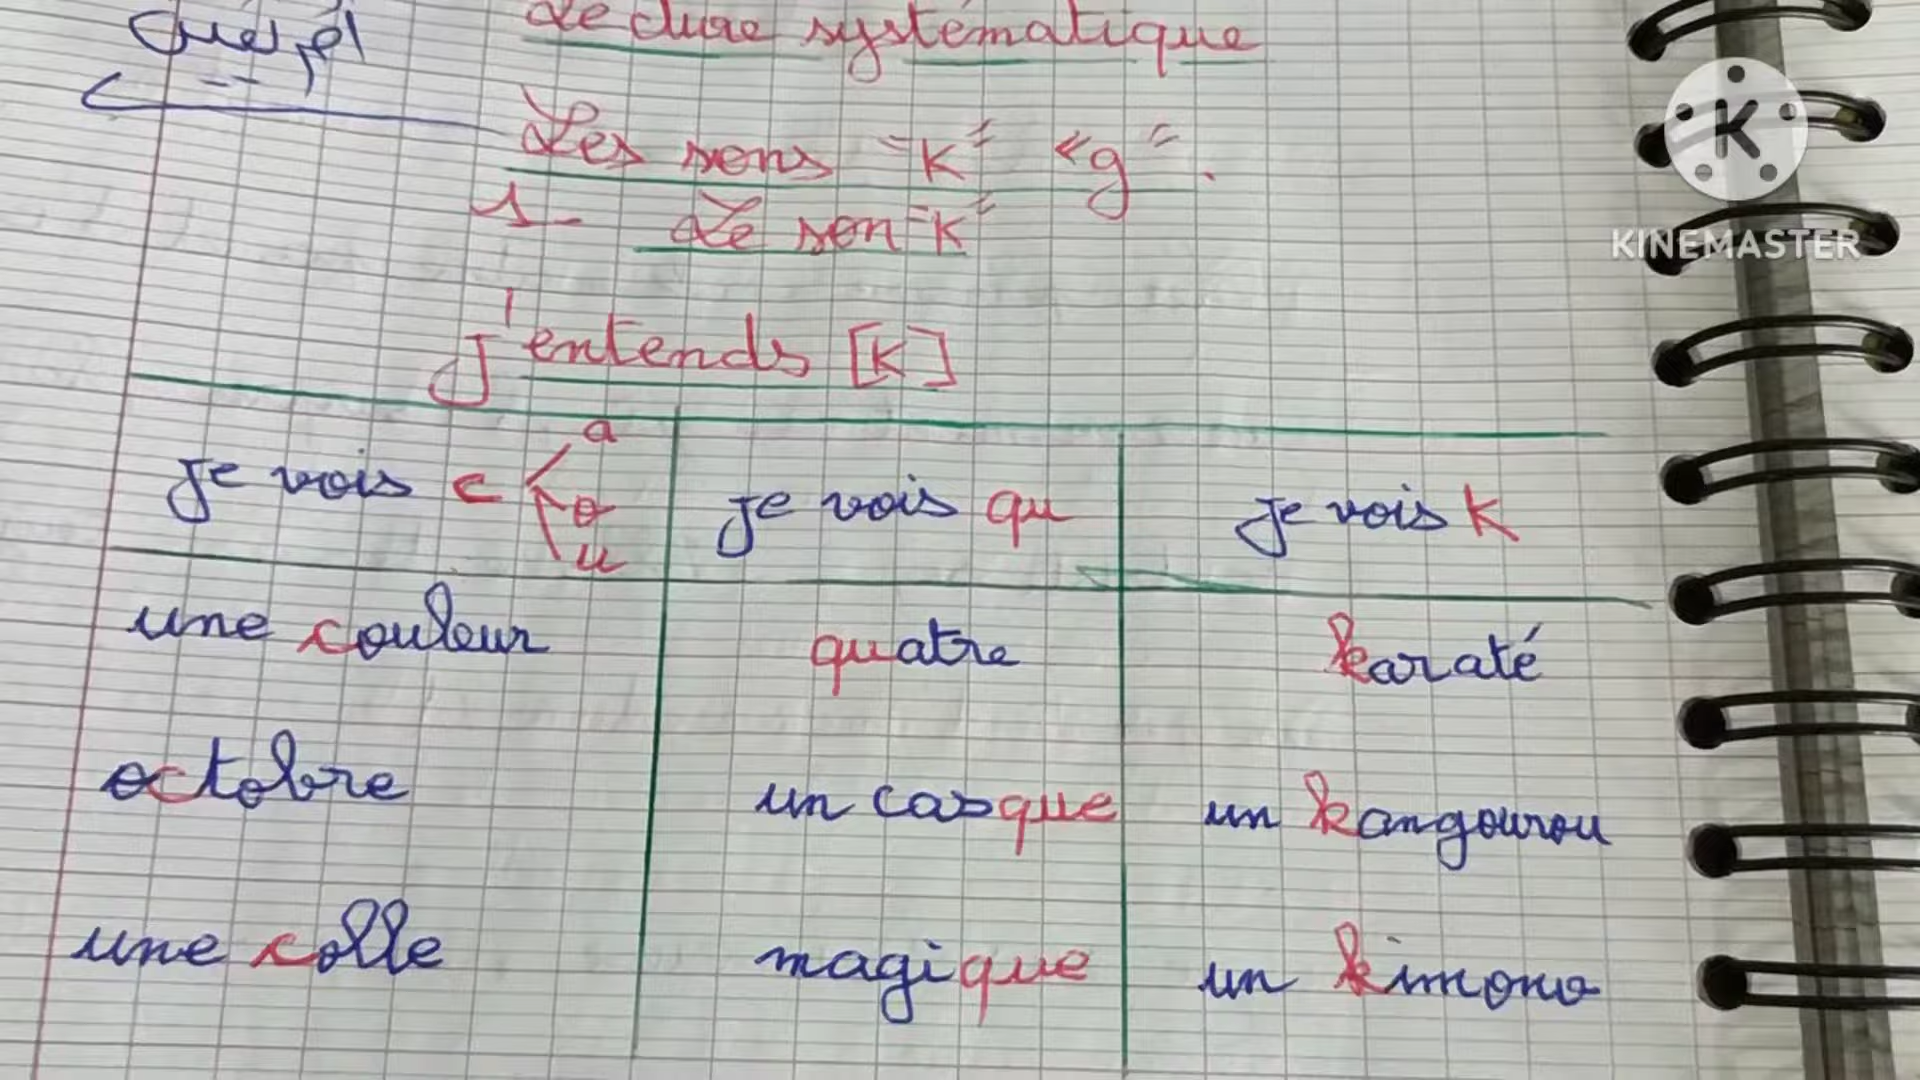 Lecture systématique
Les sons "K" "g".
1- Le son "K"
J'entends [K]
je vois c a o u
je vois qu
je vois K
une couleur
quatre
karaté
octobre
un casque
un kangourou
une colle
magique
un kimono
K
KINEMASTER